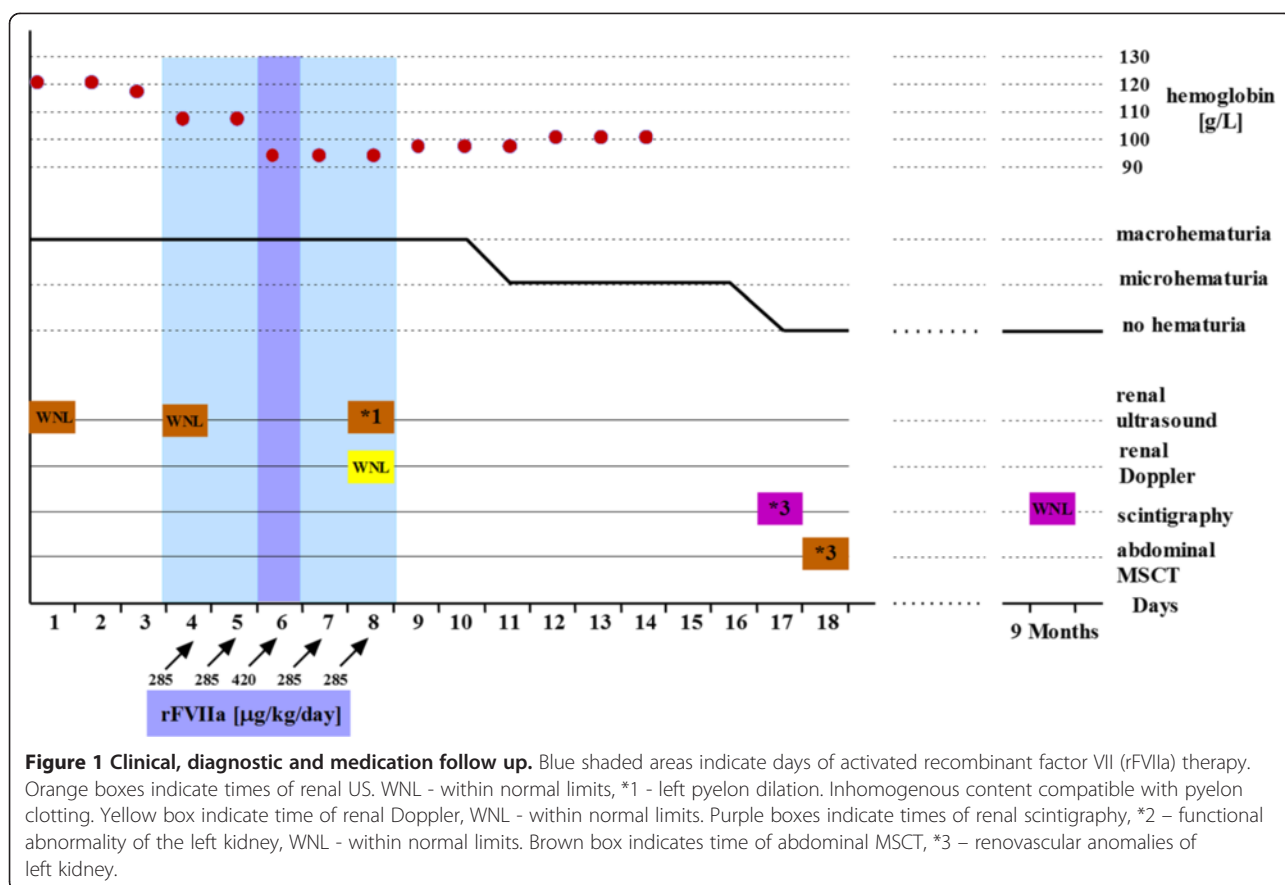 130
120
110
100
90
hemoglobin
[g/L]
macrohematuria
microhematuria
no hematuria
WNL
WNL
*1
renal
ultrasound
WNL
renal
Doppler
*3
WNL
scintigraphy
*3
abdominal
MSCT
1 2 3 4 5 6 7 8 9 10 11 12 13 14 15 16 17 18
Days
9 Months
285 285 420 285 285
rFVIIa [µg/kg/day]
Figure 1 Clinical, diagnostic and medication follow up. Blue shaded areas indicate days of activated recombinant factor VII (rFVIIa) therapy.
Orange boxes indicate times of renal US. WNL - within normal limits, *1 - left pyelon dilation. Inhomogenous content compatible with pyelon
clotting. Yellow box indicate time of renal Doppler, WNL - within normal limits. Purple boxes indicate times of renal scintigraphy, *2 – functional
abnormality of the left kidney, WNL - within normal limits. Brown box indicates time of abdominal MSCT, *3 – renovascular anomalies of
left kidney.